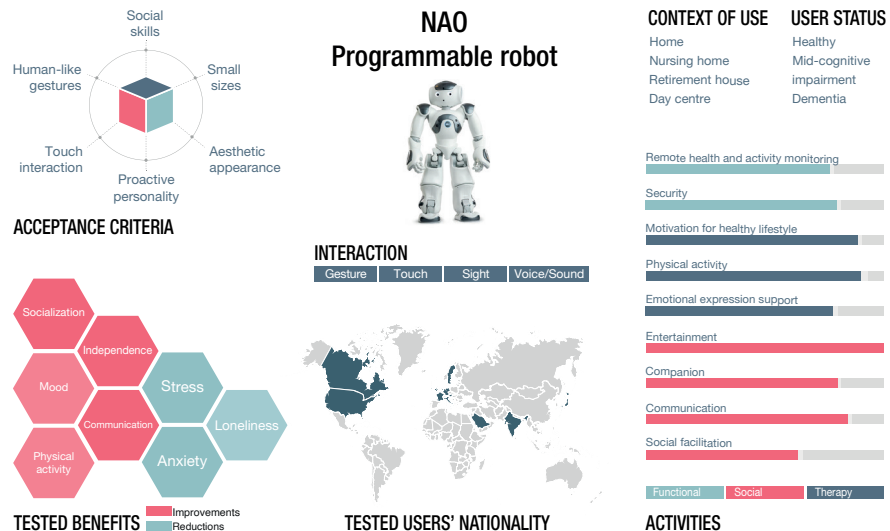 Social
skills
Human-like
gestures
Small
sizes
Touch
interaction
Aesthetic
appearance
Proactive
personality
ACCEPTANCE CRITERIA
NAO
Programmable robot
INTERACTION
Gesture
Touch
Sight
Voice/Sound
CONTEXT OF USE
Home
Nursing home
Retirement house
Day centre
USER STATUS
Healthy
Mid-cognitive
impairment
Dementia
Socialization
Independence
Mood
Stress
Communication
Loneliness
Physical
activity
Anxiety
TESTED BENEFITS
Improvements
Reductions
TESTED USERS' NATIONALITY
Remote health and activity monitoring
Security
Motivation for healthy lifestyle
Physical activity
Emotional expression support
Entertainment
Companion
Communication
Social facilitation
Functional
Social
Therapy
ACTIVITIES